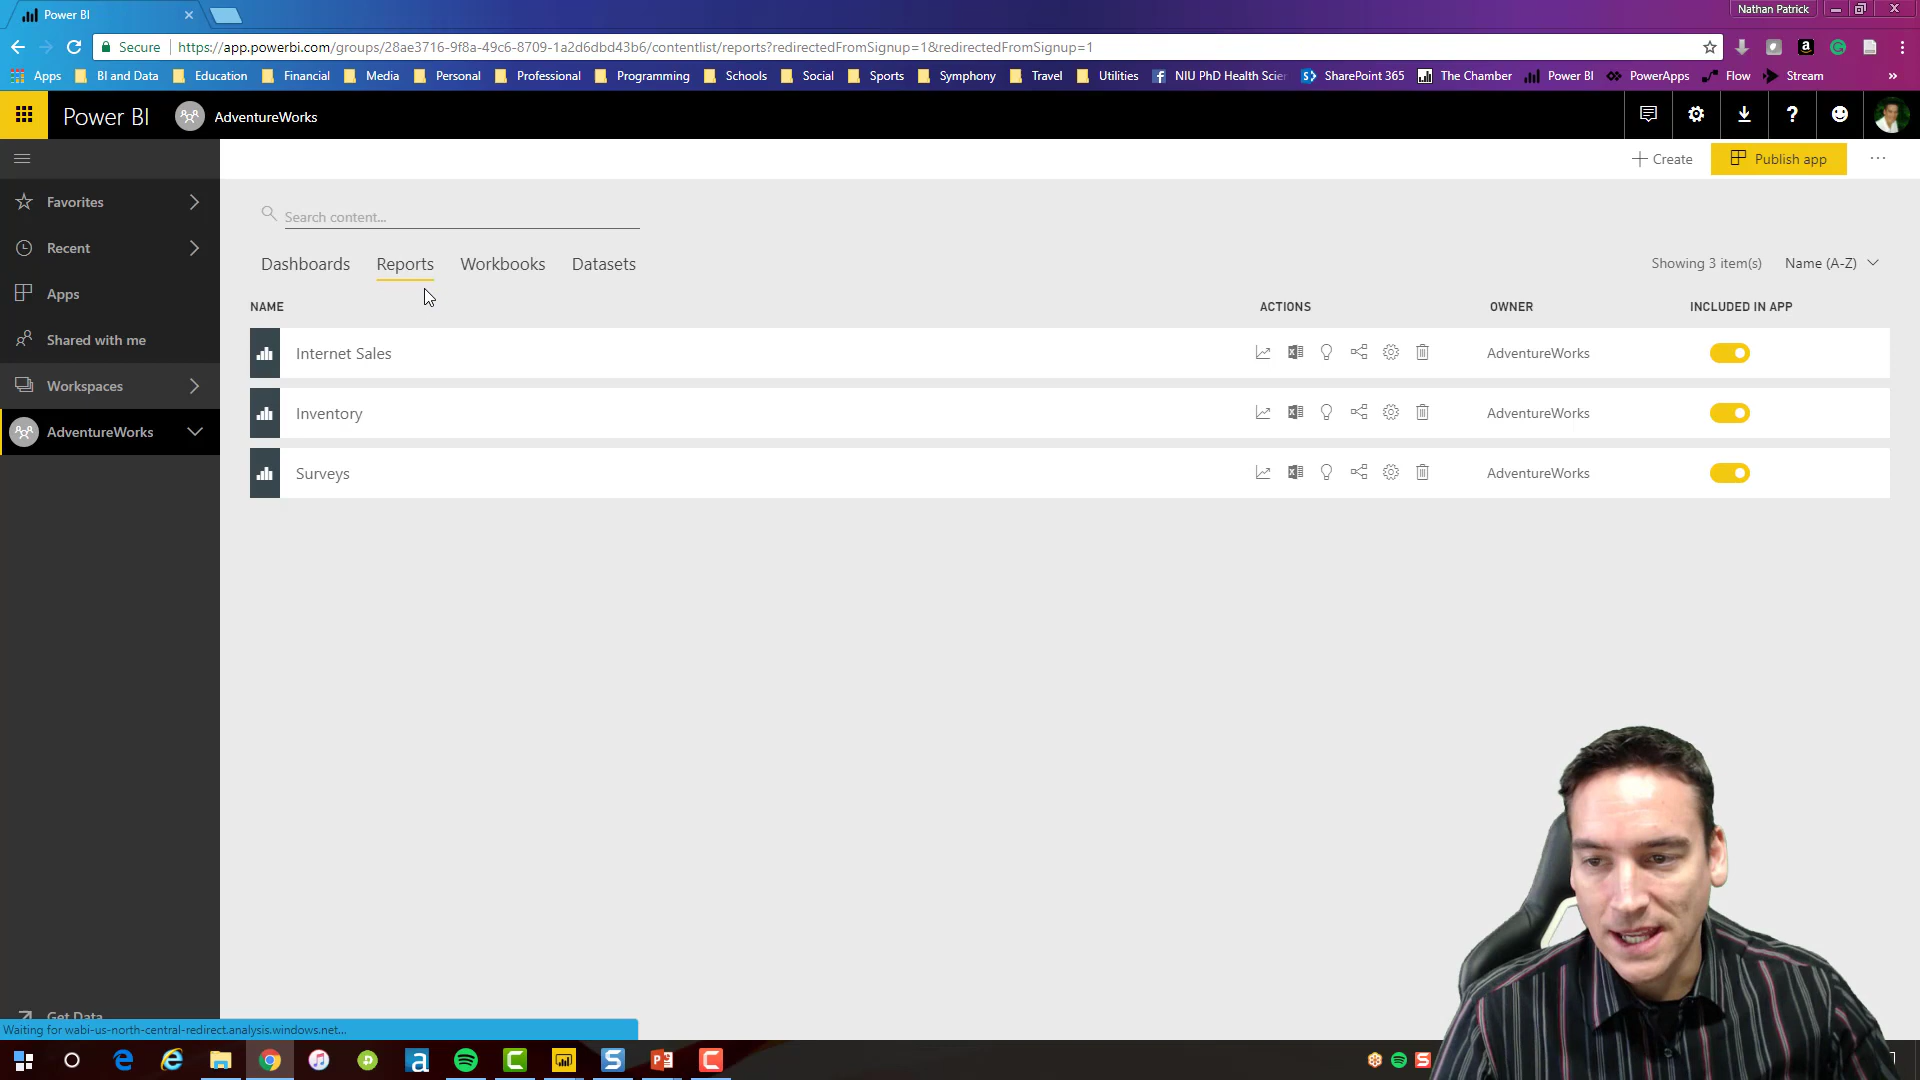 Power BI
Nathan Patrick
Secure
https://app.powerbi.com/groups/28ae3716-9f8a-49c6-8709-1a2d6dbd43b6/contentlist/reports?redirectedFromSignup=1&redirectedFromSignup=1
Apps BI and Data Education Financial Media Personal Professional Programming Schools Social Sports Symphony Travel Utilities NIU PhD Health Scien SharePoint 365 The Chamber Power BI PowerApps Flow Stream »
Power BI AdventureWorks
Create Publish app
Favorites
Recent
Apps
Shared with me
Workspaces
AdventureWorks
Search content...
Dashboards Reports Workbooks Datasets
Showing 3 item(s) Name (A-Z)
NAME ACTIONS OWNER INCLUDED IN APP
Internet Sales AdventureWorks
Inventory AdventureWorks
Surveys AdventureWorks
Get Data
Waiting for wabi-us-north-central-redirect.analysis.windows.net...